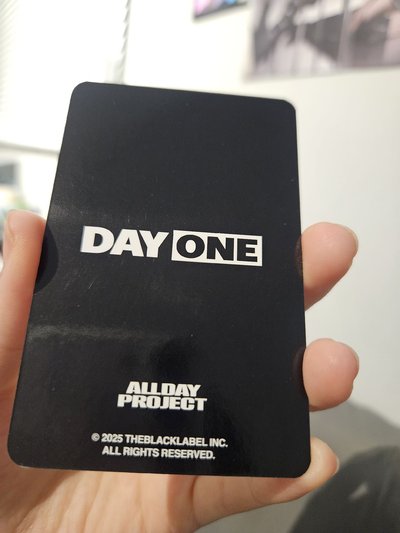 DAY ONE
ALLDAY
PROJECT
© 2025 THEBLACKLABEL INC.
ALL RIGHTS RESERVED.